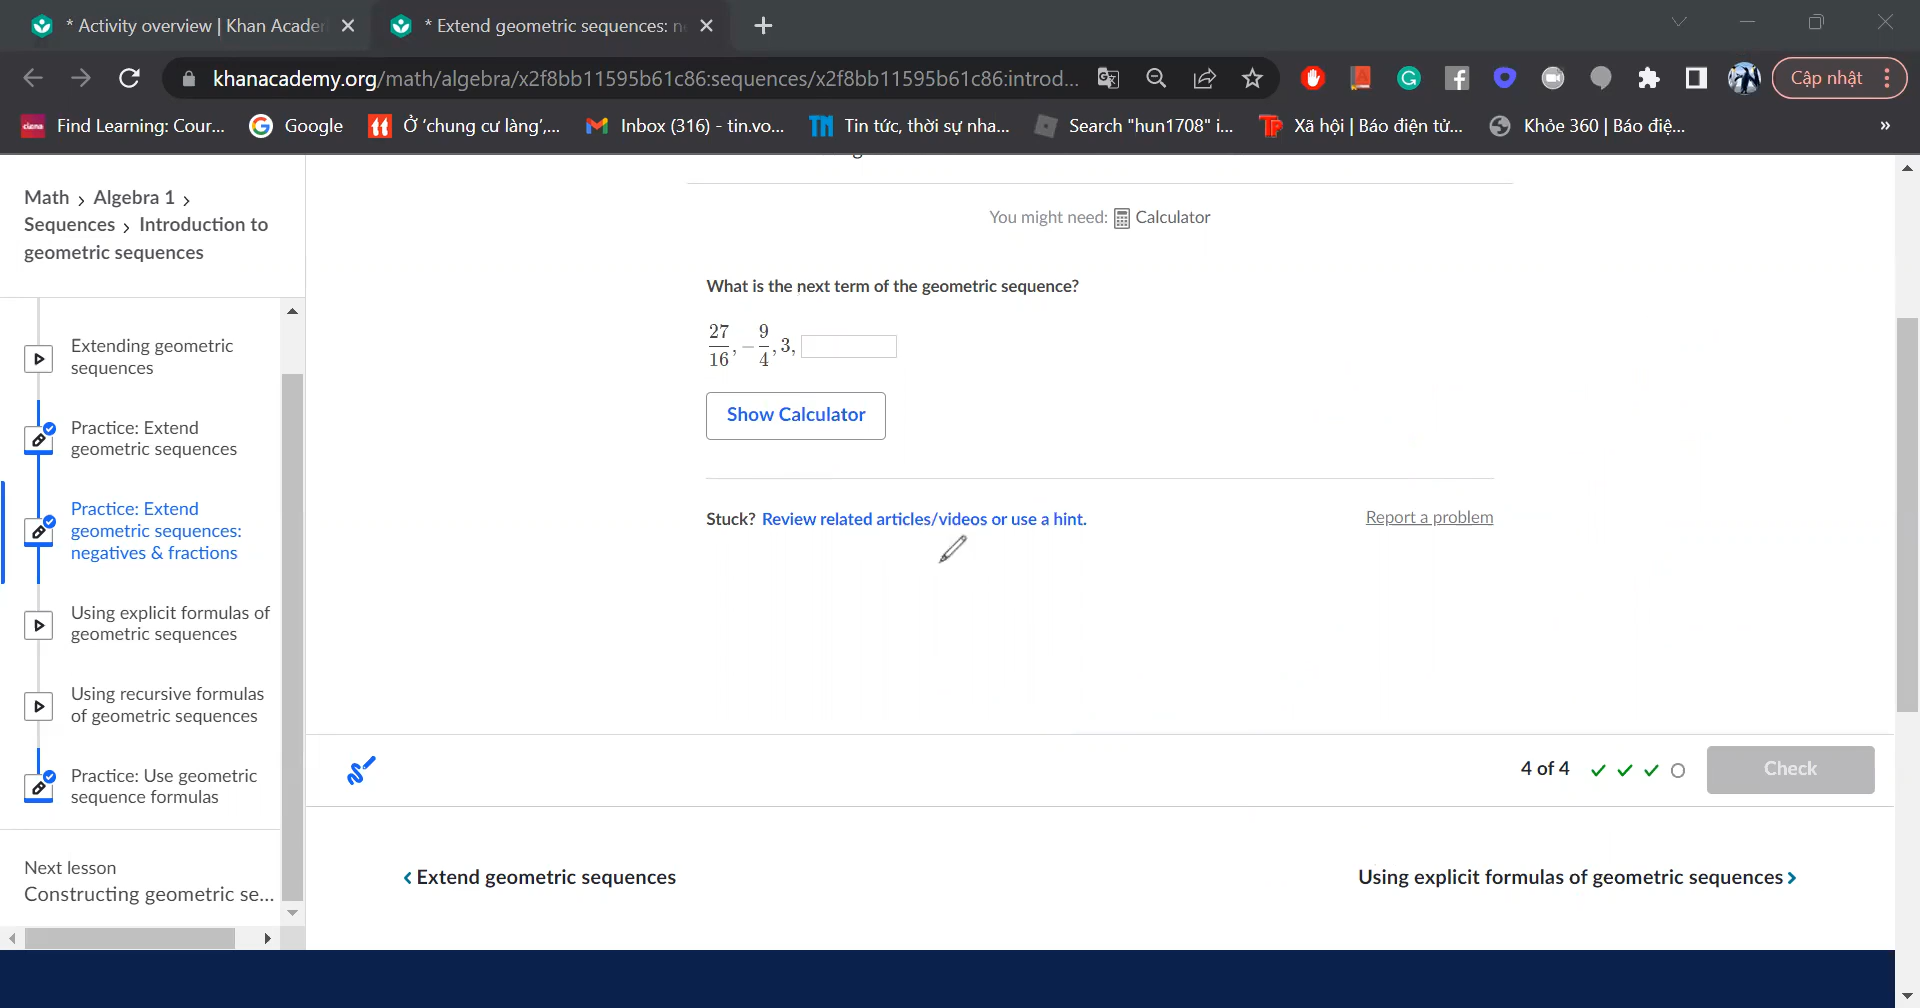 * Activity overview | Khan Acader
* Extend geometric sequences: n
khanacademy.org/math/algebra/x2f8bb11595b61c86:sequences/x2f8bb11595b61c86:introd...
Cập nhật
Find Learning: Cour...
Google
Ở 'chung cư làng',...
Inbox (316) - tin.vo...
Tin tức, thời sự nha...
Search "hun1708" i...
Xã hội | Báo điện tử...
Khỏe 360 | Báo điệ...
»
Math > Algebra 1 >
Sequences > Introduction to
geometric sequences
Extending geometric
sequences
Practice: Extend
geometric sequences
Practice: Extend
geometric sequences:
negatives & fractions
Using explicit formulas of
geometric sequences
Using recursive formulas
of geometric sequences
Practice: Use geometric
sequence formulas
Next lesson
Constructing geometric se...
You might need: Calculator
What is the next term of the geometric sequence?
27/16, -9/4, 3,
Show Calculator
Stuck? Review related articles/videos or use a hint.
Report a problem
4 of 4
Check
< Extend geometric sequences
Using explicit formulas of geometric sequences >